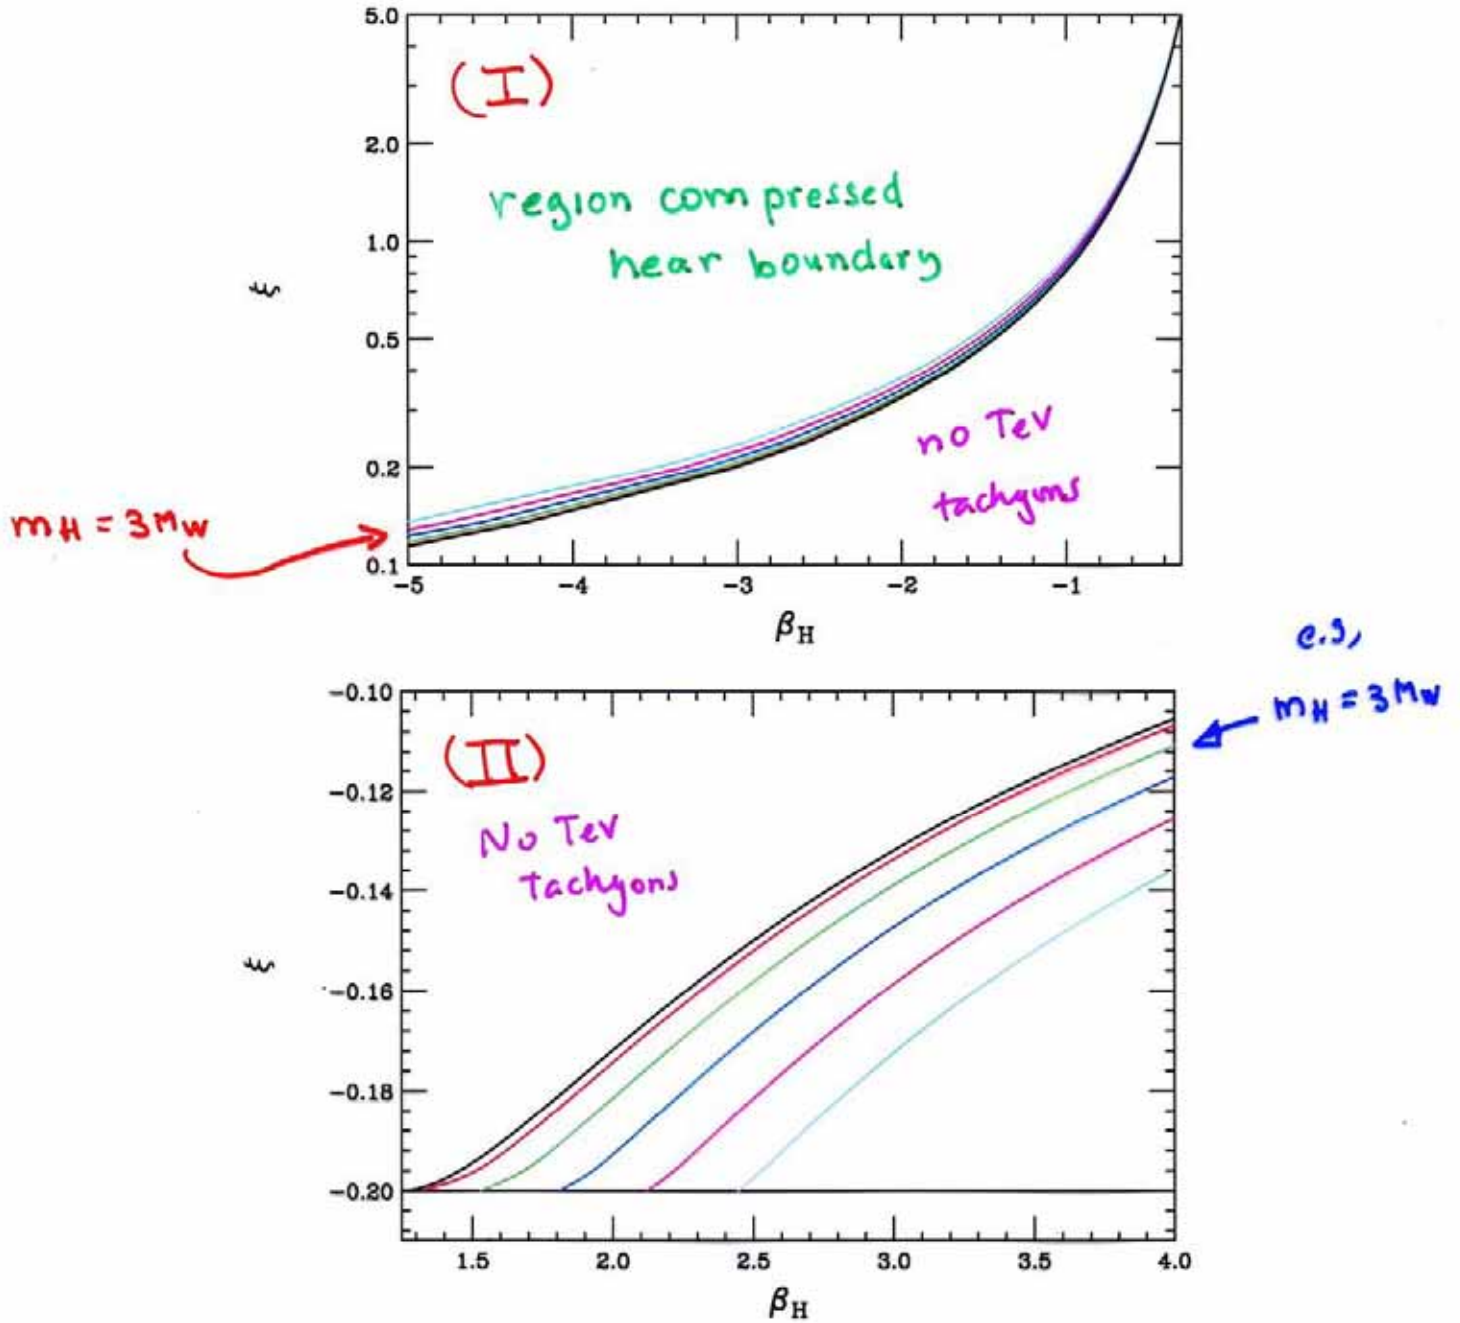 5.0
(I)
2.0
region compressed
near boundary
1.0
ξ
0.5
no TeV
tachyons
0.2
mH = 3MW
0.1
-5 -4 -3 -2 -1
βH
e.g,
mH = 3MW
-0.10
(II)
-0.12
No TeV
Tachyons
-0.14
ξ
-0.16
-0.18
-0.20
1.5 2.0 2.5 3.0 3.5 4.0
βH